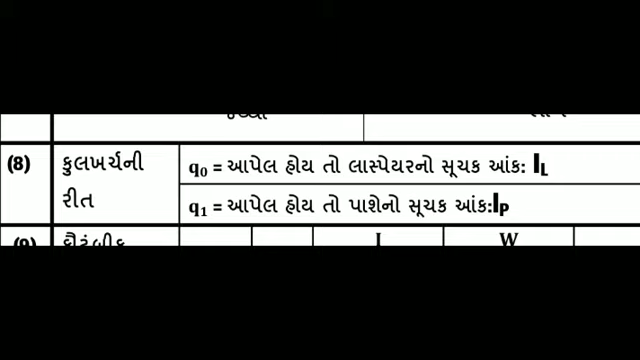 (8) કુલખર્ચની રીત
q₀ = આપેલ હોય તો લાસ્પેયરનો સૂચક આંક: I_L
q₁ = આપેલ હોય તો પાશેનો સૂચક આંક:I_P
I W